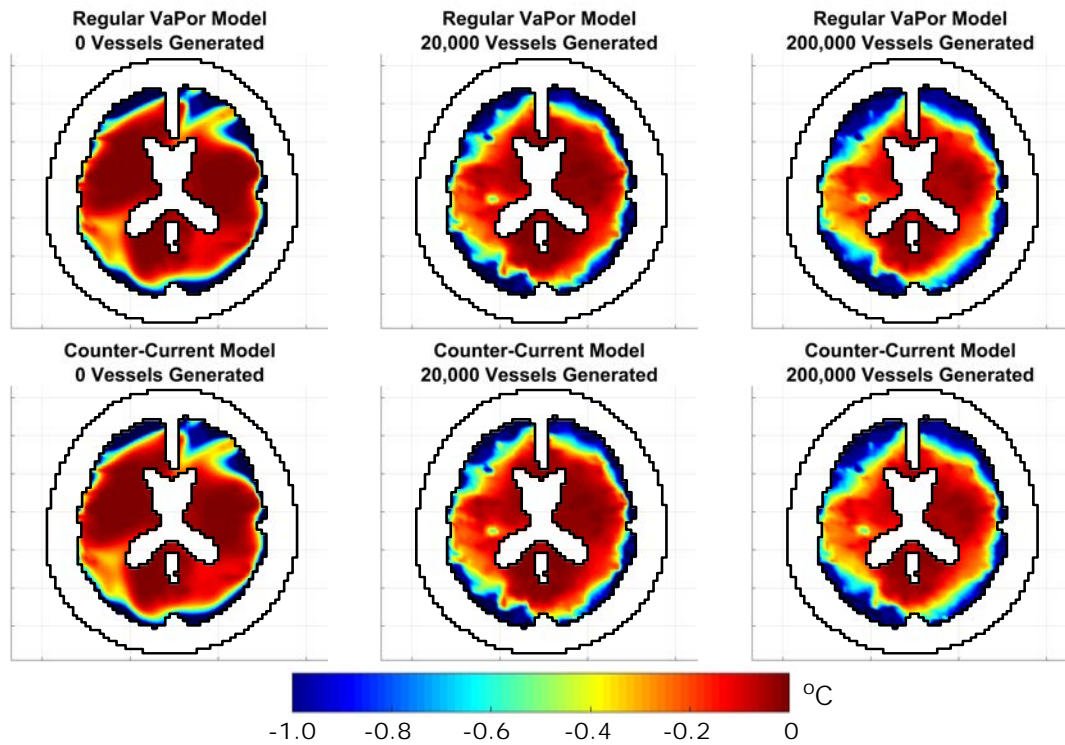 Regular VaPor Model
0 Vessels Generated
Regular VaPor Model
20,000 Vessels Generated
Regular VaPor Model
200,000 Vessels Generated
Counter-Current Model
0 Vessels Generated
Counter-Current Model
20,000 Vessels Generated
Counter-Current Model
200,000 Vessels Generated
°C
-1.0 -0.8 -0.6 -0.4 -0.2 0